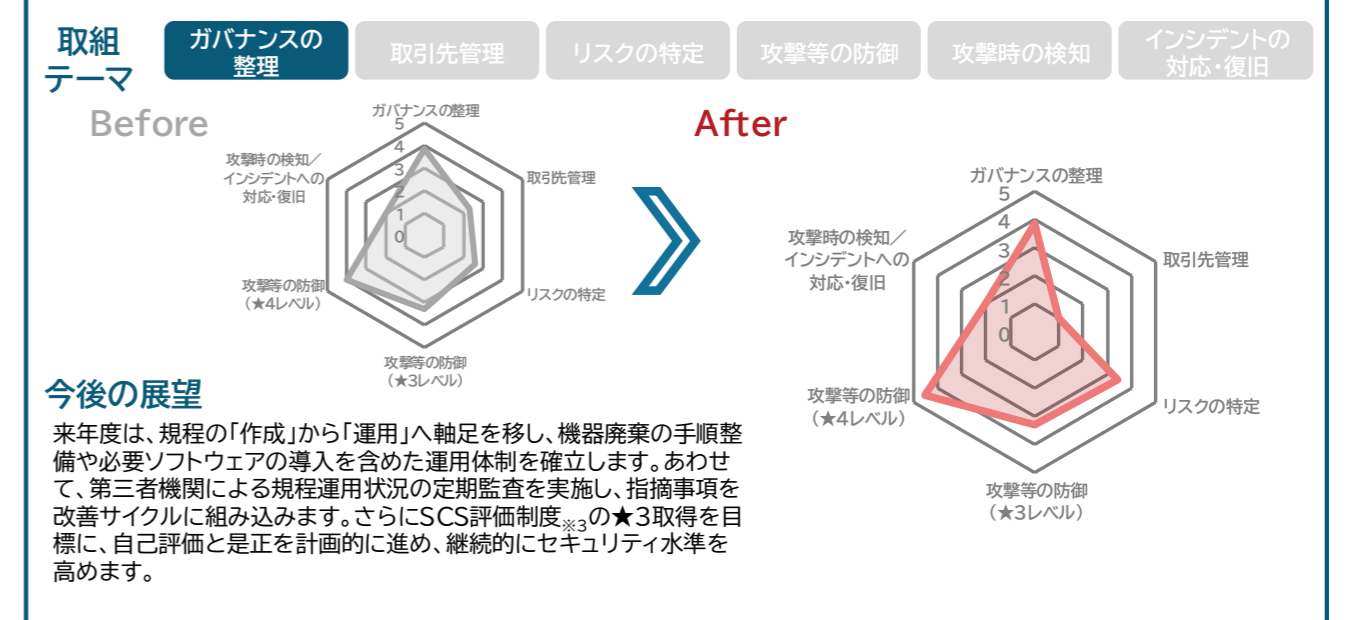 取組
テーマ
ガバナンスの
整理
取引先管理
リスクの特定
攻撃等の防御
攻撃時の検知
インシデントの
対応・復旧
Before
ガバナンスの整理
5
4
3
2
1
0
取引先管理
リスクの特定
攻撃等の防御
(★3レベル)
攻撃等の防御
(★4レベル)
攻撃時の検知/
インシデントへの
対応・復旧
After
ガバナンスの整理
5
4
3
2
1
0
取引先管理
リスクの特定
攻撃等の防御
(★3レベル)
攻撃等の防御
(★4レベル)
攻撃時の検知/
インシデントへの
対応・復旧
今後の展望
来年度は、規程の「作成」から「運用」へ軸足を移し、機器廃棄の手順整
備や必要ソフトウェアの導入を含めた運用体制を確立します。あわせ
て、第三者機関による規程運用状況の定期監査を実施し、指摘事項を
改善サイクルに組み込みます。さらにSCS評価制度※3の★3取得を目
標に、自己評価と是正を計画的に進め、継続的にセキュリティ水準を
高めます。